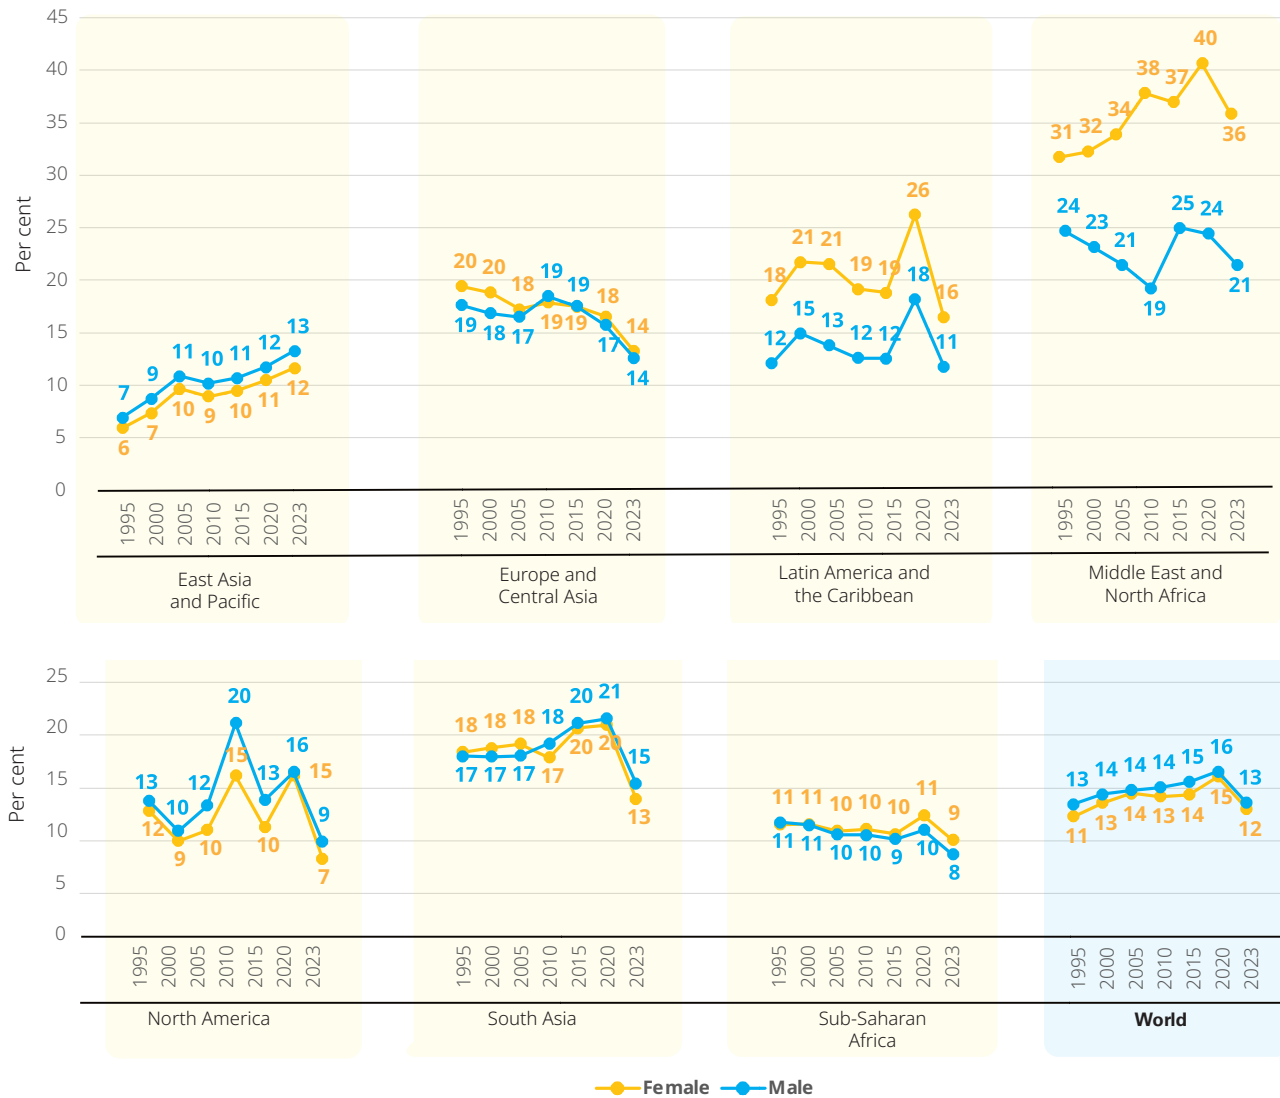 45
40
35
30
25
20
15
10
5
0
Per cent
6 7 10 9 10 11 12
7 9 11 10 11 12 13
20 20 18 19 19 18 14
19 18 17 19 19 17 14
18 21 21 19 19 26 16
12 15 13 12 12 18 11
31 32 34 38 37 40 36
24 23 21 19 25 24 21
1995 2000 2005 2010 2015 2020 2023
1995 2000 2005 2010 2015 2020 2023
1995 2000 2005 2010 2015 2020 2023
1995 2000 2005 2010 2015 2020 2023
East Asia
and Pacific
Europe and
Central Asia
Latin America and
the Caribbean
Middle East and
North Africa
25
20
15
10
5
0
Per cent
12 9 10 15 10 15 7
13 10 12 20 13 16 9
18 18 18 17 20 20 13
17 17 17 18 20 21 15
11 11 10 10 10 11 9
11 11 10 10 9 10 8
11 13 14 13 14 15 12
13 14 14 14 15 16 13
1995 2000 2005 2010 2015 2020 2023
1995 2000 2005 2010 2015 2020 2023
1995 2000 2005 2010 2015 2020 2023
1995 2000 2005 2010 2015 2020 2023
North America
South Asia
Sub-Saharan
Africa
World
Female Male